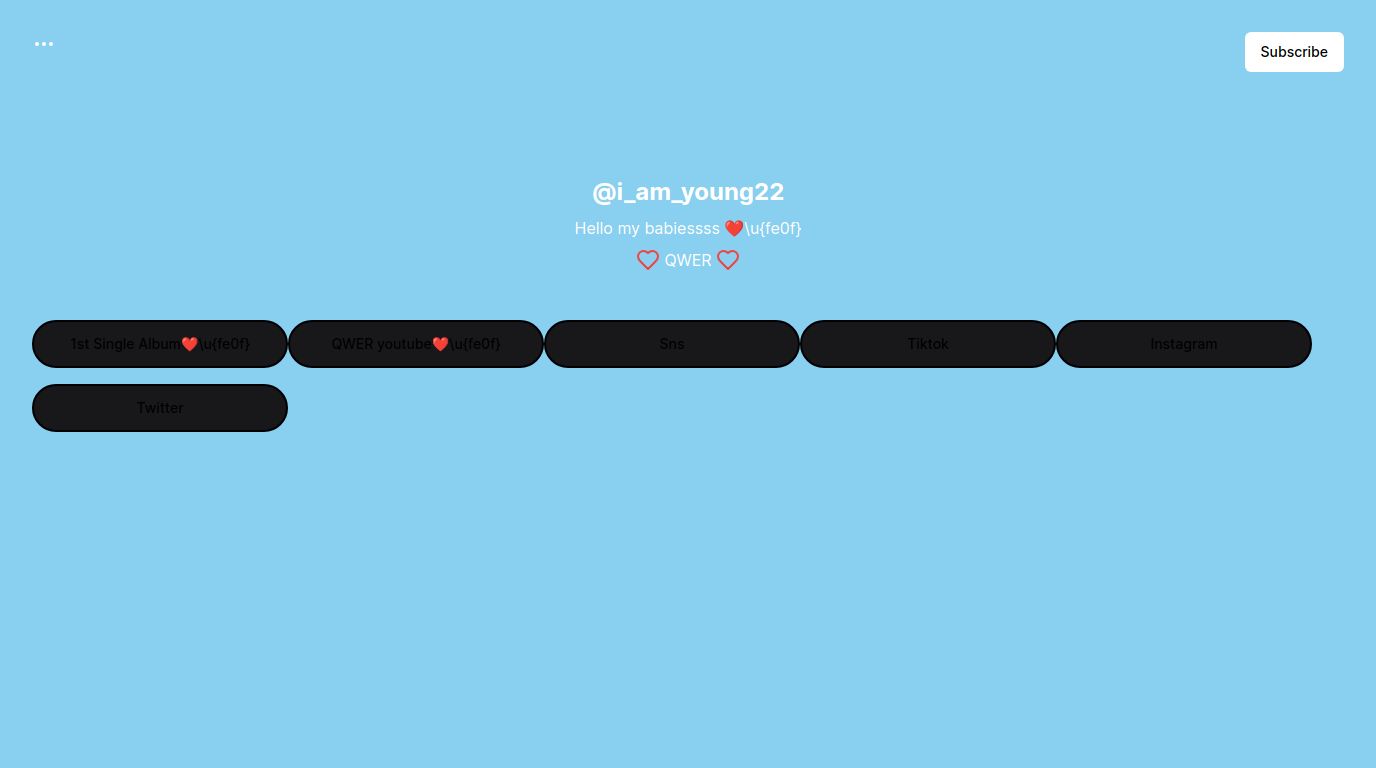 ...
Subscribe
@i_am_young22
Hello my babiessss ❤️\u{fe0f}
QWER
1st Single Album❤️\u{fe0f}
QWER youtube❤️\u{fe0f}
Sns
Tiktok
Instagram
Twitter